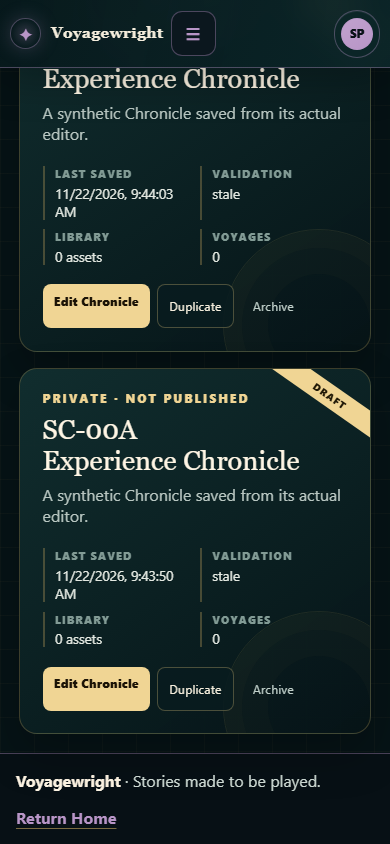 Voyagewright
SP
Experience Chronicle
A synthetic Chronicle saved from its actual
editor.
LAST SAVED
11/22/2026, 9:44:03
AM
VALIDATION
stale
LIBRARY
0 assets
VOYAGES
0
Edit Chronicle
Duplicate
Archive
DRAFT
PRIVATE · NOT PUBLISHED
SC-00A
Experience Chronicle
A synthetic Chronicle saved from its actual
editor.
LAST SAVED
11/22/2026, 9:43:50
AM
VALIDATION
stale
LIBRARY
0 assets
VOYAGES
0
Edit Chronicle
Duplicate
Archive
Voyagewright · Stories made to be played.
Return Home